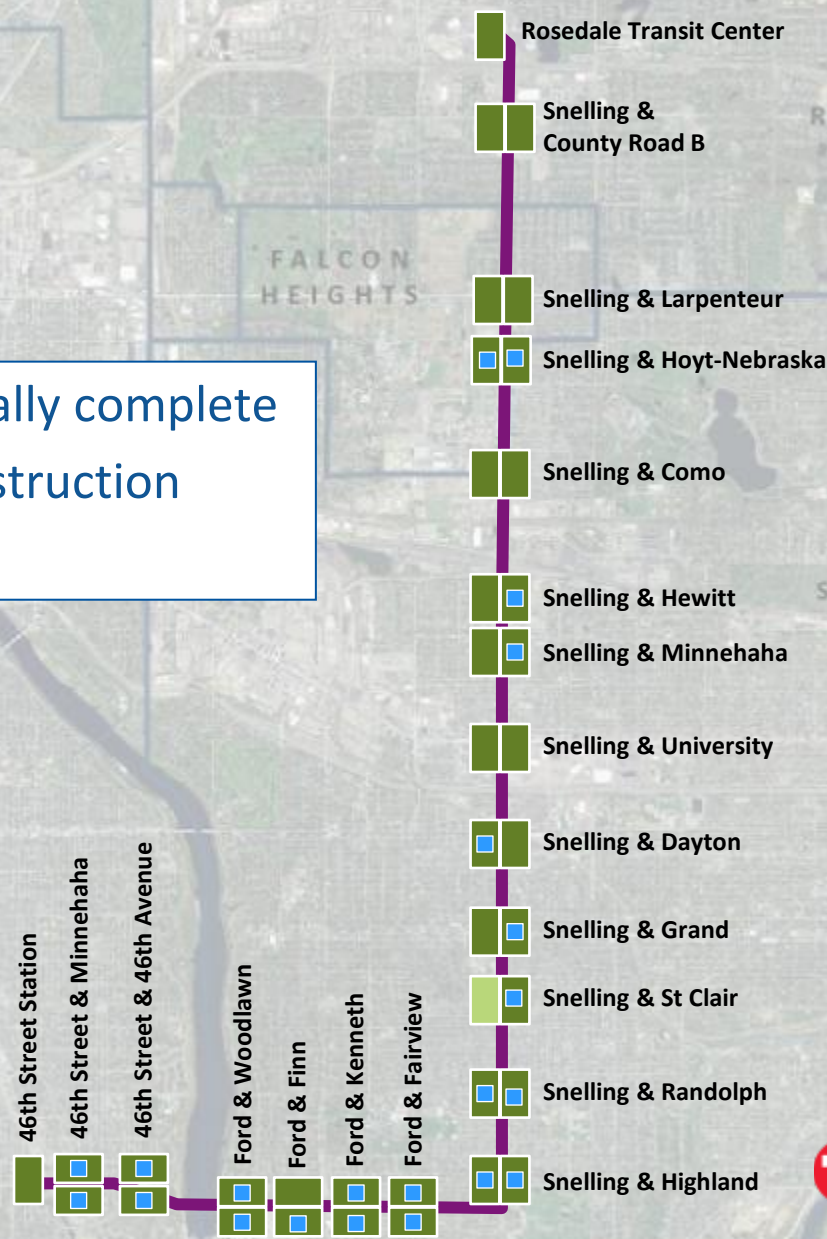 Rosedale Transit Center
Snelling &
County Road B
FALCON
HEIGHTS
Snelling & Larpenteur
Snelling & Hoyt-Nebraska
ally complete
struction
Snelling & Como
Snelling & Hewitt
Snelling & Minnehaha
Snelling & University
Snelling & Dayton
Snelling & Grand
Snelling & St Clair
Snelling & Randolph
Snelling & Highland
46th Street Station
46th Street & Minnehaha
46th Street & 46th Avenue
Ford & Woodlawn
Ford & Finn
Ford & Kenneth
Ford & Fairview